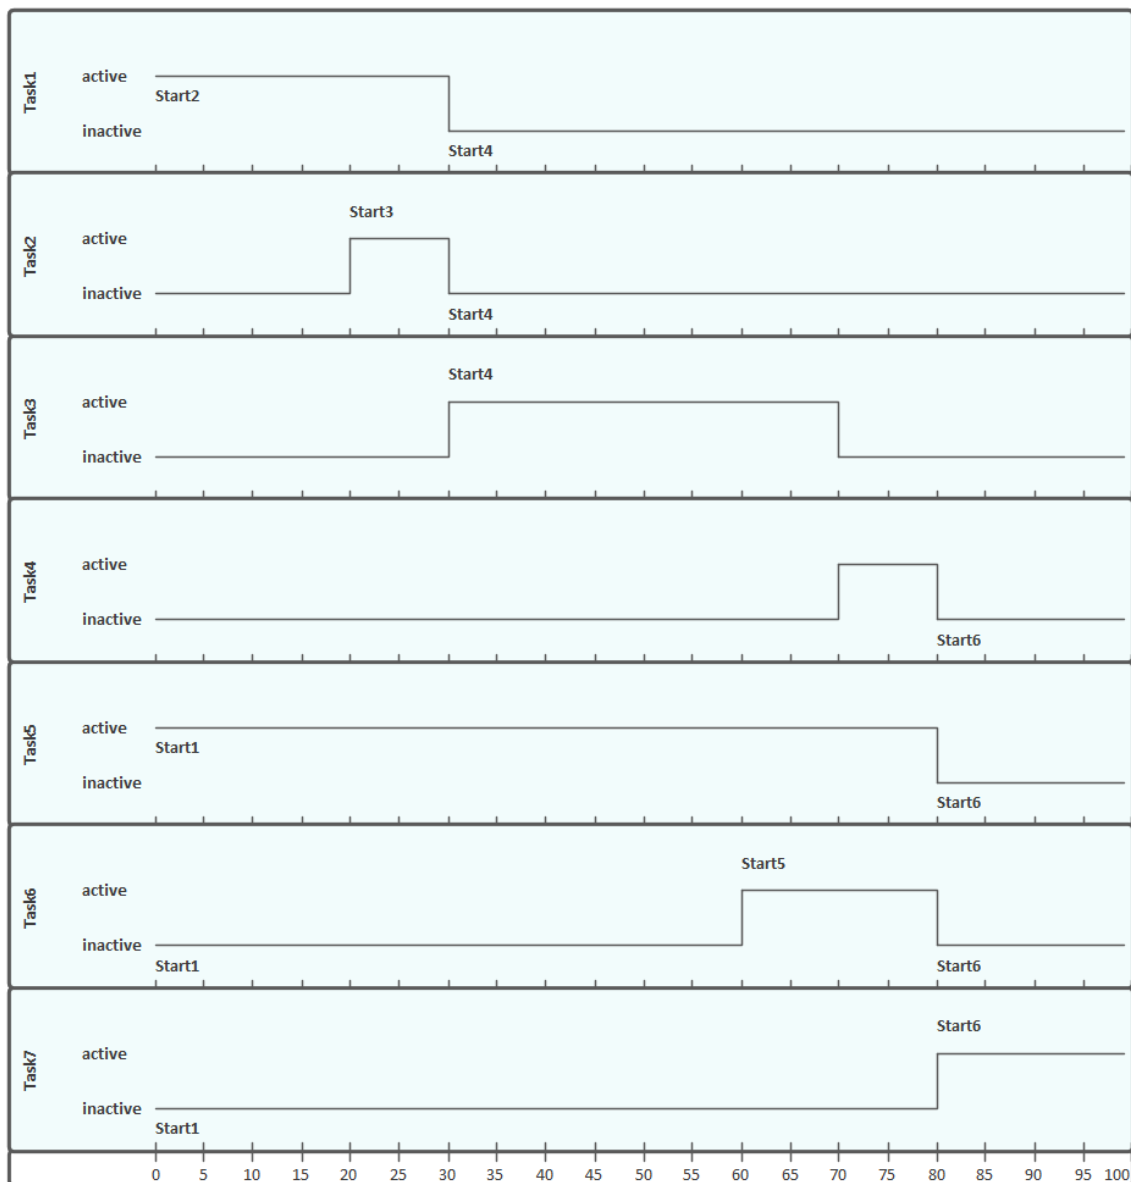 Task1
active
Start2
inactive
Start4
Task2
Start3
active
inactive
Start4
Task3
Start4
active
inactive
Task4
active
inactive
Start6
Task5
active
Start1
inactive
Start6
Task6
Start5
active
inactive
Start1 Start6
Task7
Start6
active
inactive
Start1
0 5 10 15 20 25 30 35 40 45 50 55 60 65 70 75 80 85 90 95 100